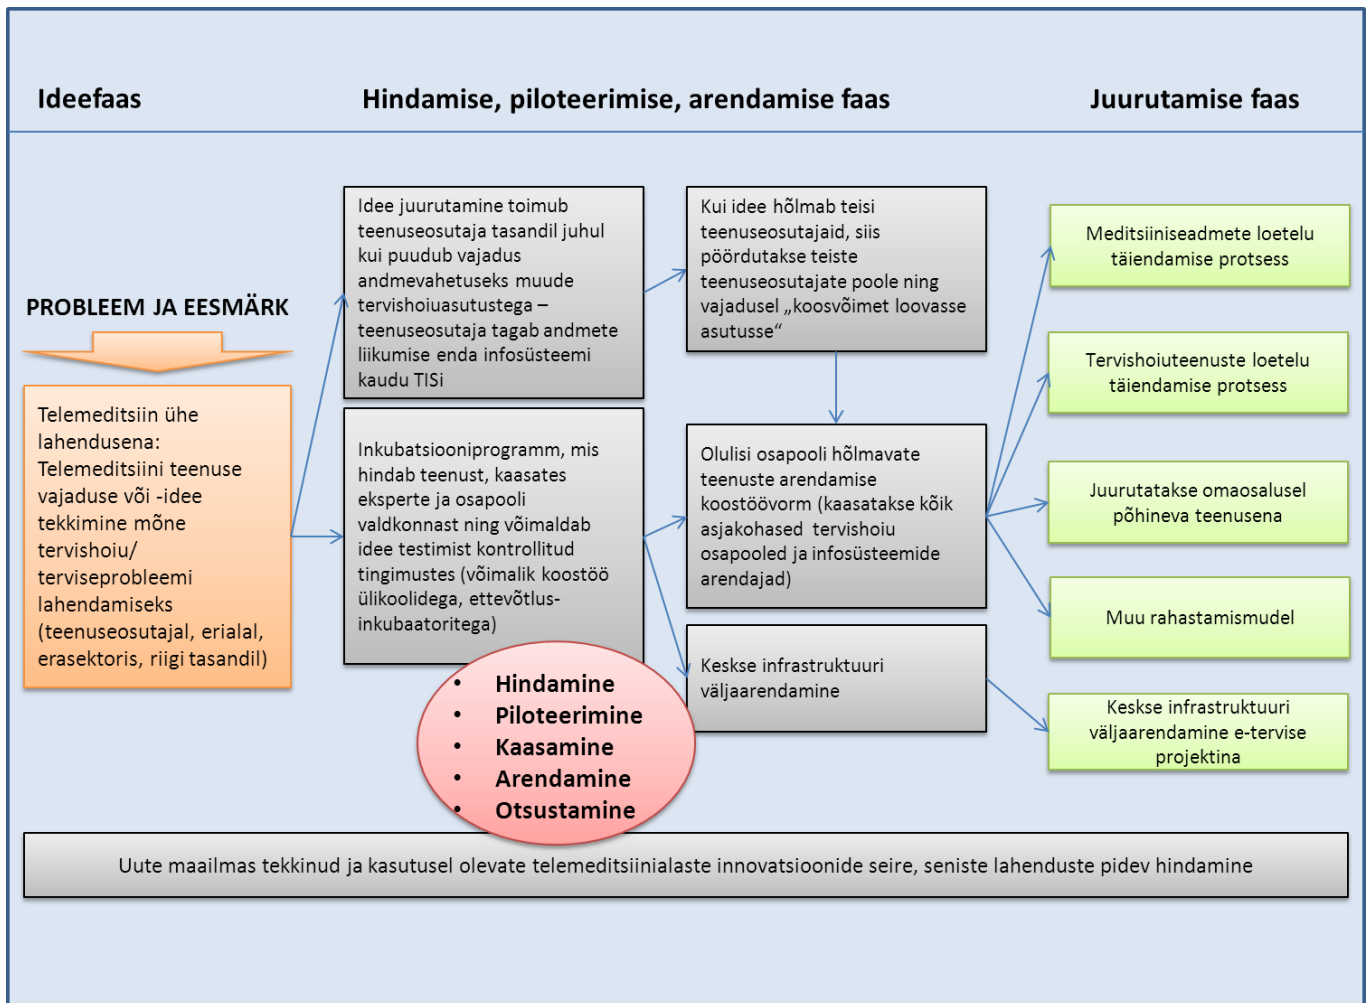 Ideefaas
Hindamise, piloteerimise, arendamise faas
Juurutamise faas
PROBLEEM JA EESMÄRK
Telemeditsiin ühe
lahendusena:
Telemeditsiini teenuse
vajaduse või -idee
tekkimine mõne
tervishoiu/
terviseprobleemi
lahendamiseks
(teenuseosutajal, erialal,
erasektoris, riigi tasandil)
Idee juurutamine toimub
teenuseosutaja tasandil juhul
kui puudub vajadus
andmevahetuseks muude
tervishoiuasutustega –
teenuseosutaja tagab andmete
liikumise enda infosüsteemi
kaudu TISi
Inkubatsiooniprogramm, mis
hindab teenust, kaasates
eksperte ja osapooli
valdkonnast ning võimaldab
idee testimist kontrollitud
tingimustes (võimalik koostöö
ülikoolidega, ettevõtlus-
inkubaatoritega)
• Hindamine
• Piloteerimine
• Kaasamine
• Arendamine
• Otsustamine
Kui idee hõlmab teisi
teenuseosutajaid, siis
pöördutakse teiste
teenuseosutajate poole ning
vajadusel „koosvõimet loovasse
asutusse“
Olulisi osapooli hõlmavate
teenuste arendamise
koostöövorm (kaasatakse kõik
asjakohased tervishoiu
osapooled ja infosüsteemide
arendajad)
Keskse infrastruktuuri
väljaarendamine
Meditsiiniseadmete loetelu
täiendamise protsess
Tervishoiuteenuste loetelu
täiendamise protsess
Juurutatakse omaosalusel
põhineva teenusena
Muu rahastamismudel
Keskse infrastruktuuri
väljaarendamine e-tervise
projektina
Uute maailmas tekkinud ja kasutusel olevate telemeditsiinialaste innovatsioonide seire, seniste lahenduste pidev hindamine